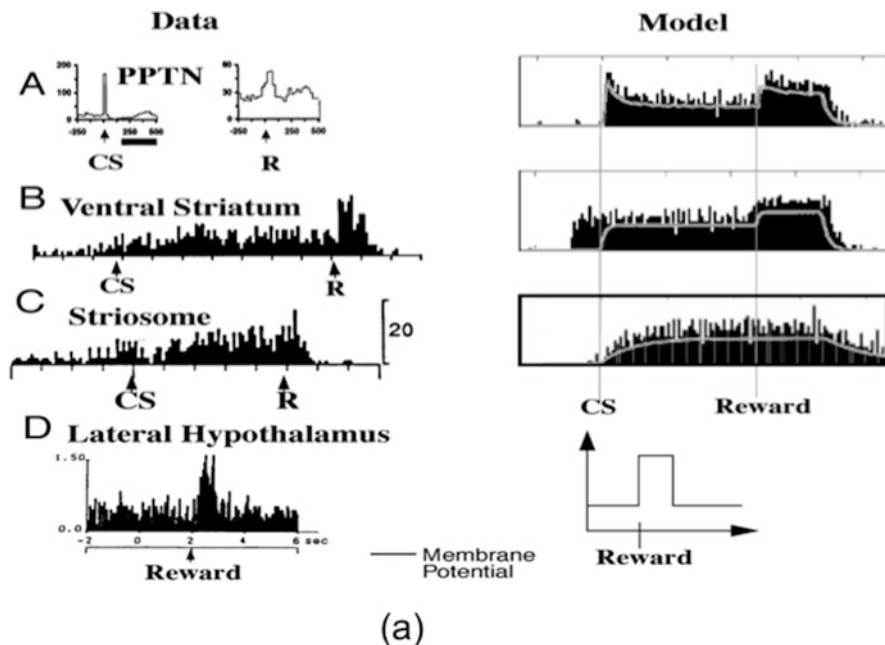 Data
Model
A
PPTN
200
100
0
-250
250
500
CS
60
30
0
-250
250
500
R
B
Ventral Striatum
CS
R
C
Striosome
20
CS
R
CS
Reward
D
Lateral Hypothalamus
1.50
0.0
-2
0
2
4
6 sec
Reward
Membrane
Potential
Reward
(a)